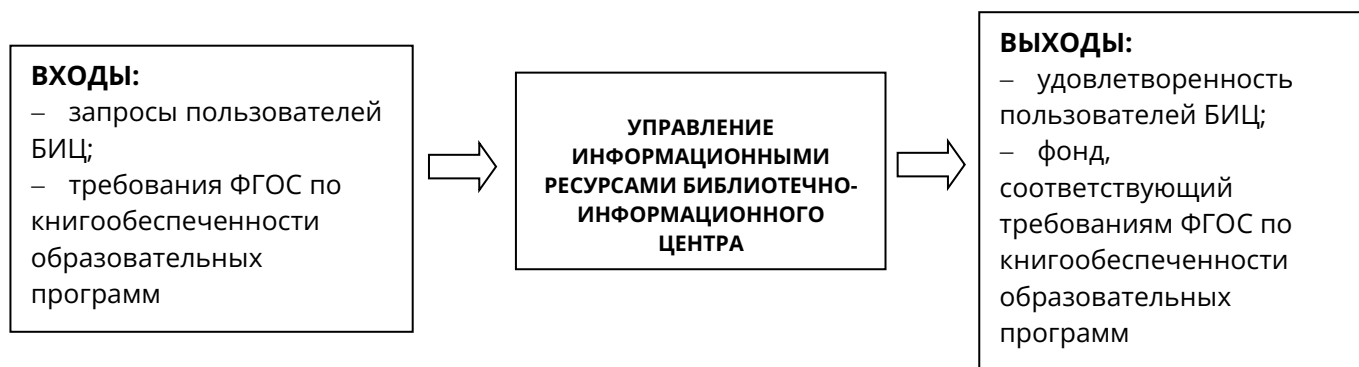 ВХОДЫ:
– запросы пользователей
БИЦ;
– требования ФГОС по
книгообеспеченности
образовательных
программ
УПРАВЛЕНИЕ
ИНФОРМАЦИОННЫМИ
РЕСУРСАМИ БИБЛИОТЕЧНО-
ИНФОРМАЦИОННОГО
ЦЕНТРА
ВЫХОДЫ:
– удовлетворенность
пользователей БИЦ;
– фонд,
соответствующий
требованиям ФГОС по
книгообеспеченности
образовательных
программ